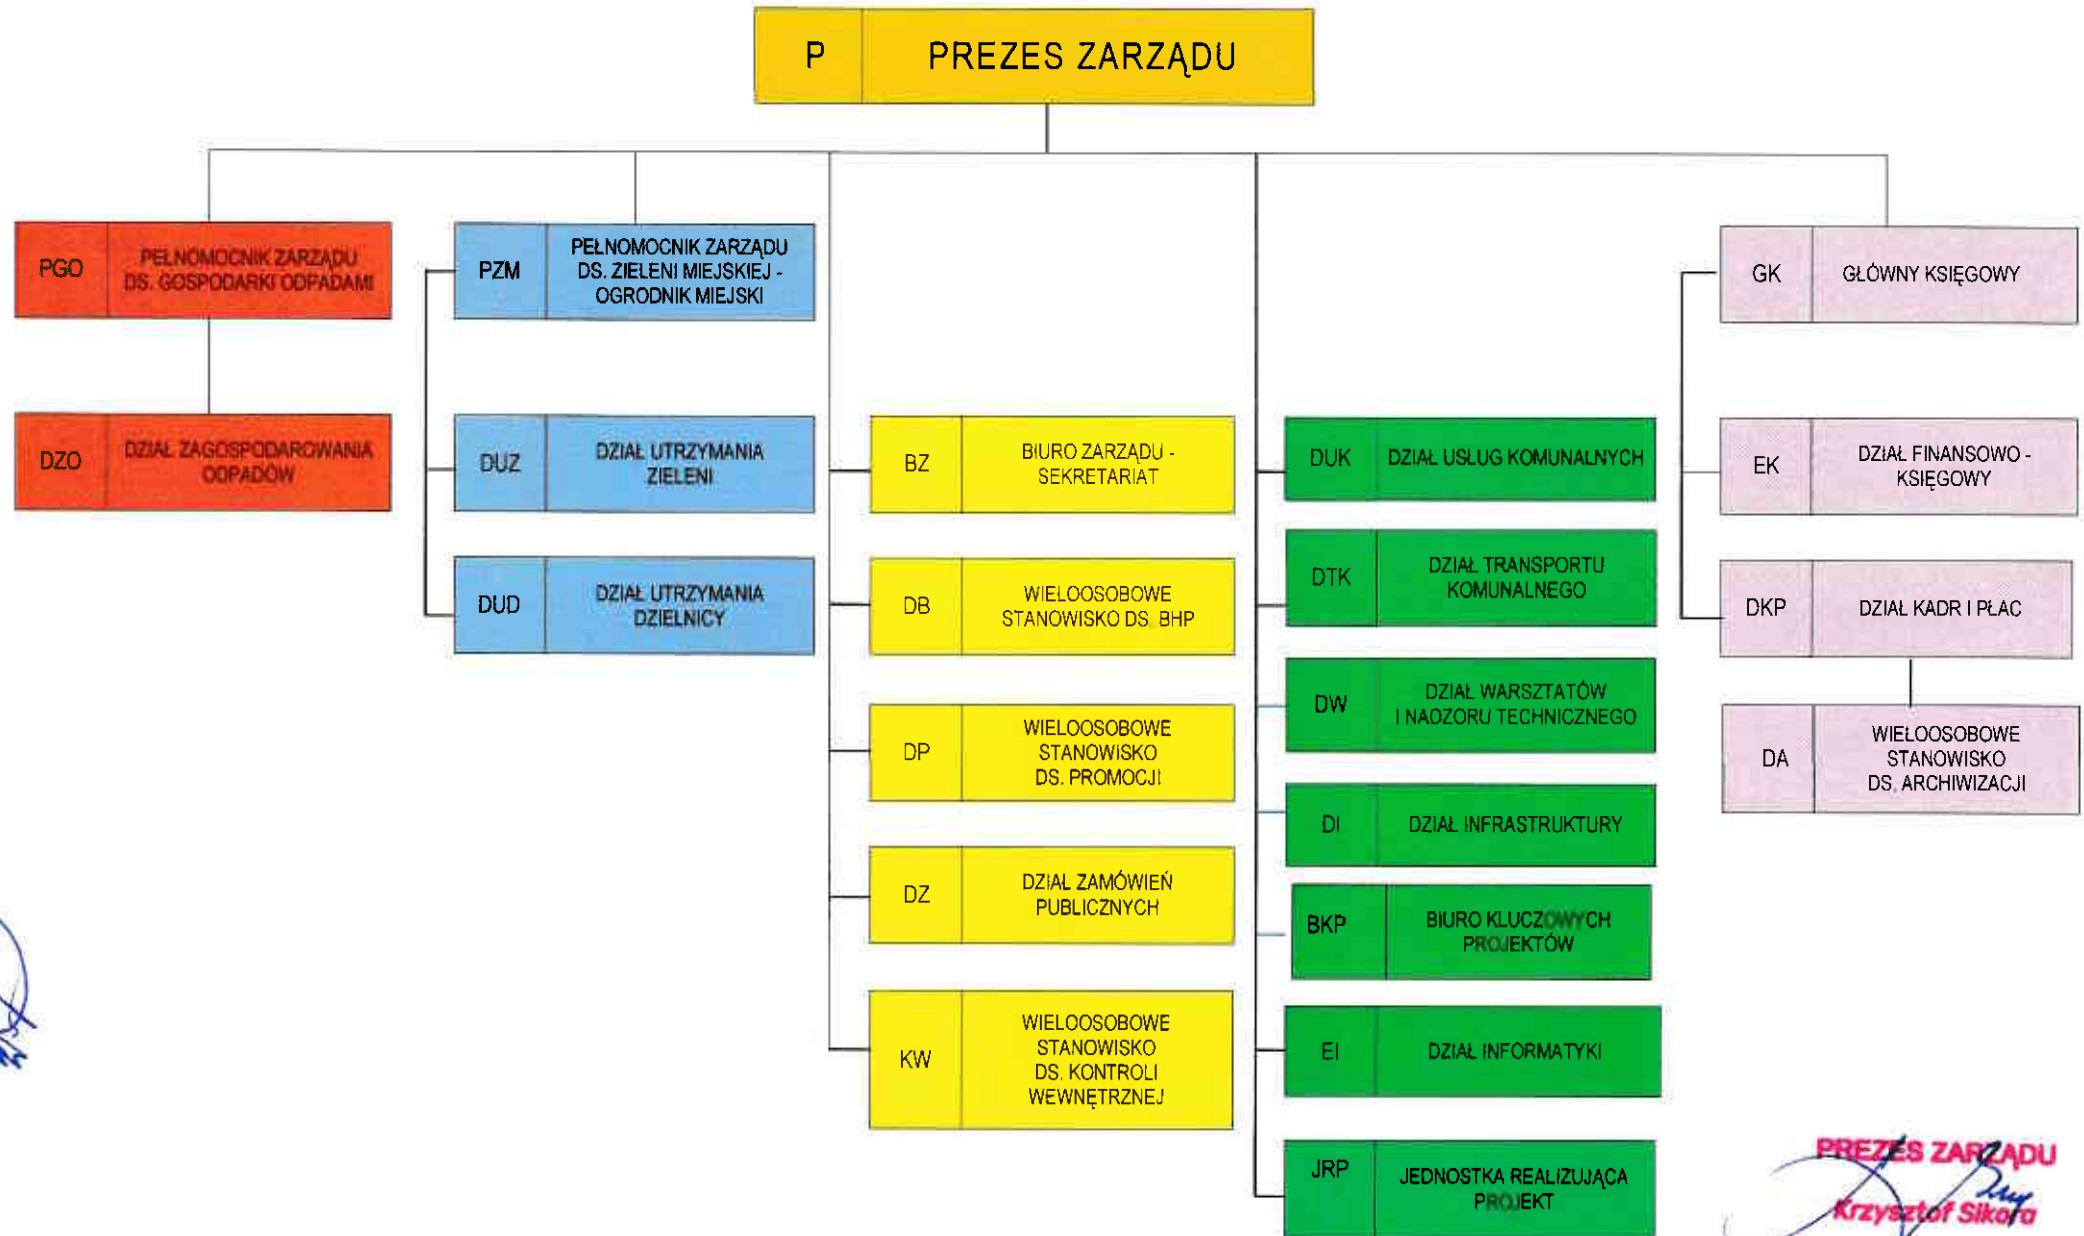 P PREZES ZARZĄDU
PGO
PEŁNOMOCNIK ZARZĄDU
DS. GOSPODARKI ODPADAMI
DZO
DZIAŁ ZAGOSPODAROWANIA
ODPADÓW
PZM
PEŁNOMOCNIK ZARZĄDU
DS. ZIELENI MIEJSKIEJ -
OGRODNIK MIEJSKI
DUZ
DZIAŁ UTRZYMANIA
ZIELENI
DUD
DZIAŁ UTRZYMANIA
DZIELNICY
BZ
BIURO ZARZĄDU -
SEKRETARIAT
DB
WIELOOSOBOWE
STANOWISKO DS. BHP
DP
WIELOOSOBOWE
STANOWISKO
DS. PROMOCJI
DZ
DZIAŁ ZAMÓWIEŃ
PUBLICZNYCH
KW
WIELOOSOBOWE
STANOWISKO
DS. KONTROLI
WEWNĘTRZNEJ
DUK DZIAŁ USŁUG KOMUNALNYCH
DTK
DZIAŁ TRANSPORTU
KOMUNALNEGO
DW
DZIAŁ WARSZTATÓW
I NADZORU TECHNICZNEGO
DI DZIAŁ INFRASTRUKTURY
BKP
BIURO KLUCZOWYCH
PROJEKTÓW
EI DZIAŁ INFORMATYKI
JRP
JEDNOSTKA REALIZUJĄCA
PROJEKT
GK GŁÓWNY KSIĘGOWY
EK
DZIAŁ FINANSOWO -
KSIĘGOWY
DKP DZIAŁ KADR I PŁAC
DA
WIELOOSOBOWE
STANOWISKO
DS. ARCHIWIZACJI
PREZES ZARZĄDU
Krzysztof Sikora